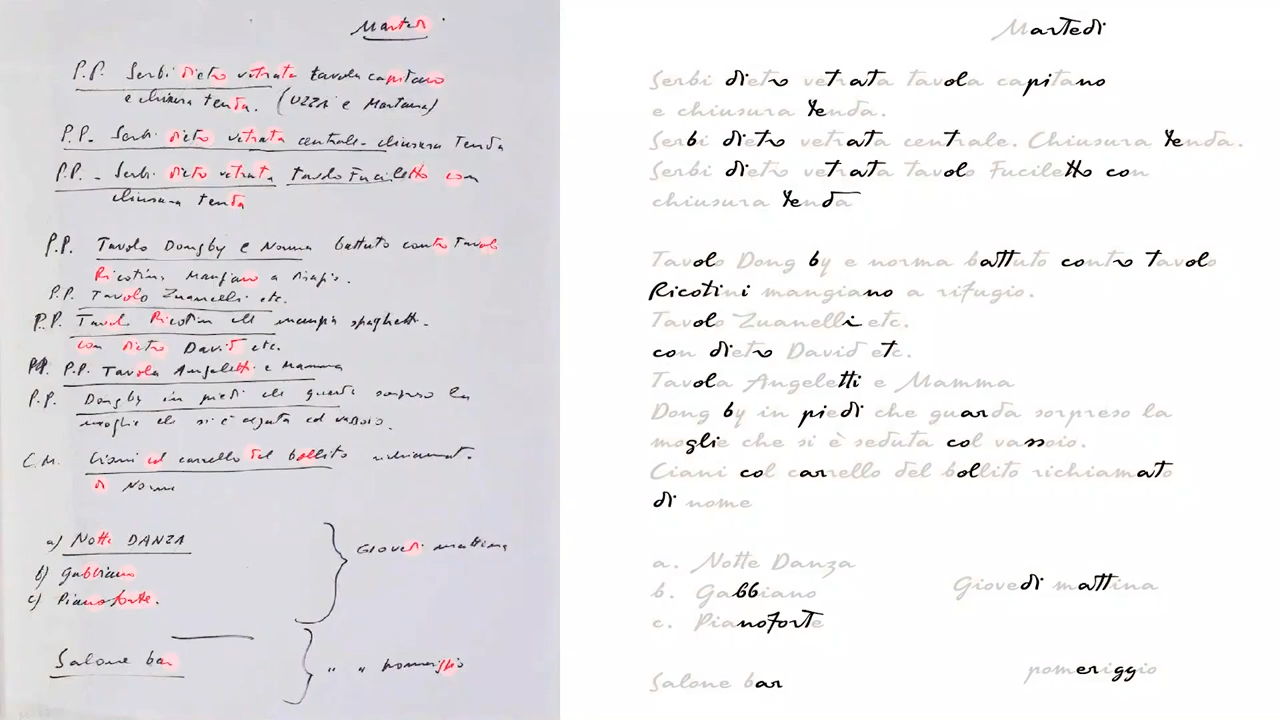 Martedì
P.P. Serbi dietro vetrata tavola capitano
e chiusura tenda. (Uzzi e Montana)
P.P. - Serbi dietro vetrata centrale - chiusura Tenda
P.P. - Serbi dietro vetrata tavolo Fuciletto con
chiusura tenda
P.P. Tavolo Dongby e Norma battuto contro Tavolo
Ricotini Mangiano a rifugio.
P.P. Tavolo Zuanelli etc.
P.P. Tavolo Ricotini che mangia spaghetti.
con dietro David etc.
P.P. Tavola Angeletti e Mamma
P.P. Dongby in piedi che guarda sorpreso la
moglie che si è seduta col vassoio.
C.M. Ciani col carrello del bollito richiamato
di Nome
a) Notte DANZA
b) Gabbiano
c) Pianoforte.
Giovedì mattina
Salone bar
" " pomeriggio
Martedì
Serbi dietro vetrata tavola capitano
e chiusura Tenda.
Serbi dietro vetrata centrale. Chiusura Tenda.
Serbi dietro vetrata tavolo Fuciletto con
chiusura Tenda
Tavolo Dong by e norma battuto contro tavolo
Ricotini mangiano a rifugio.
Tavolo Zuanelli etc.
con dietro David etc.
Tavola Angeletti e Mamma
Dong by in piedi che guarda sorpreso la
moglie che si è seduta col vassoio.
Ciani col carrello del bollito richiamato
di nome
a. Notte Danza
b. Gabbiano
c. Pianoforte
Giovedì mattina
Salone bar
pomeriggio